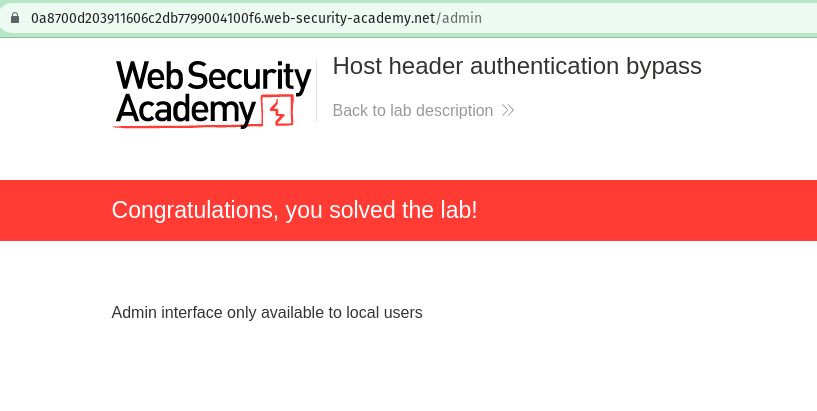 0a8700d203911606c2db7799004100f6.web-security-academy.net/admin
Web Security
Academy
Host header authentication bypass
Back to lab description
Congratulations, you solved the lab!
Admin interface only available to local users